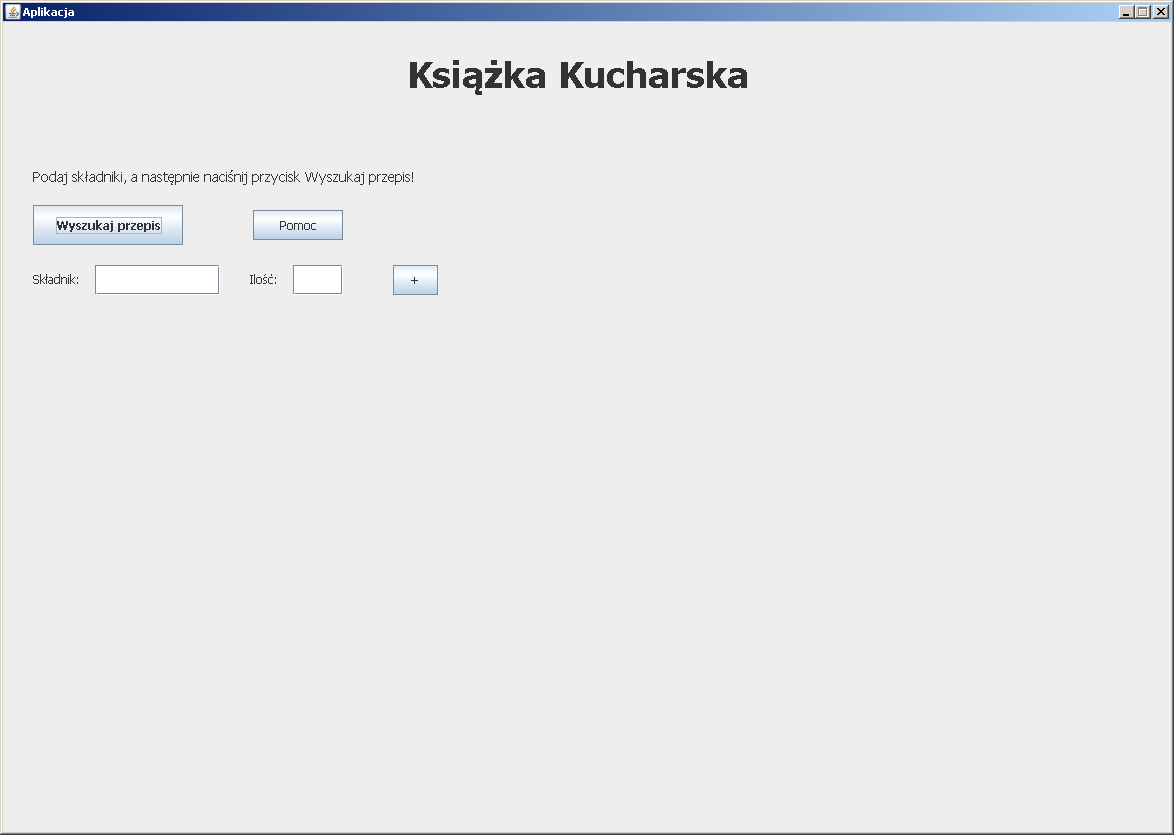 Aplikacja
Książka Kucharska
Podaj składniki, a następnie naciśnij przycisk Wyszukaj przepis!
Wyszukaj przepis Pomoc
Składnik: Ilość: +